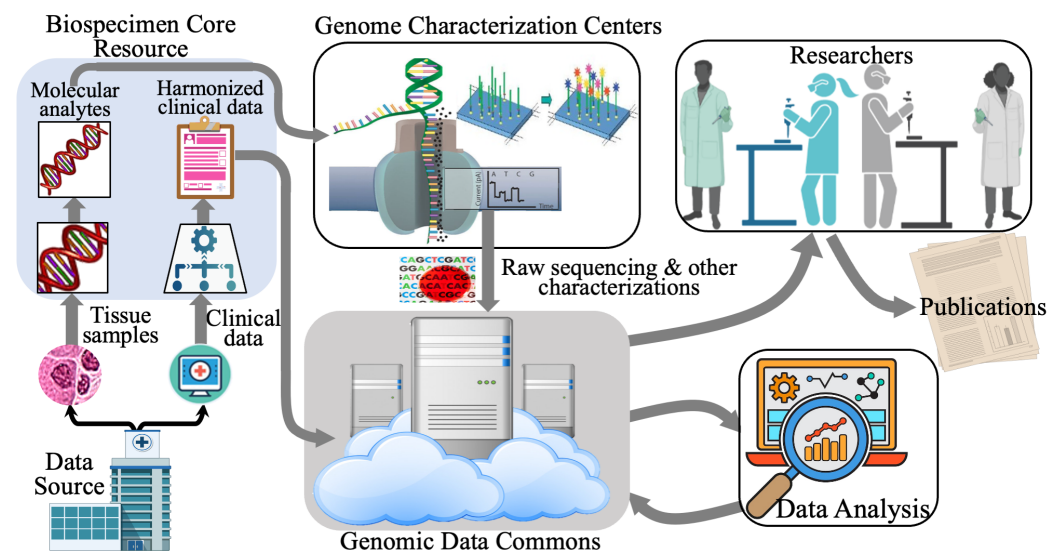 Biospecimen Core
Resource
Genome Characterization Centers
Researchers
Molecular
analytes
Harmonized
clinical data
A T C G
Current (pA)
Time
CAGCTCGATC
Raw sequencing & other
characterizations
Publications
Tissue
samples
Clinical
data
Data
Source
Data Analysis
Genomic Data Commons